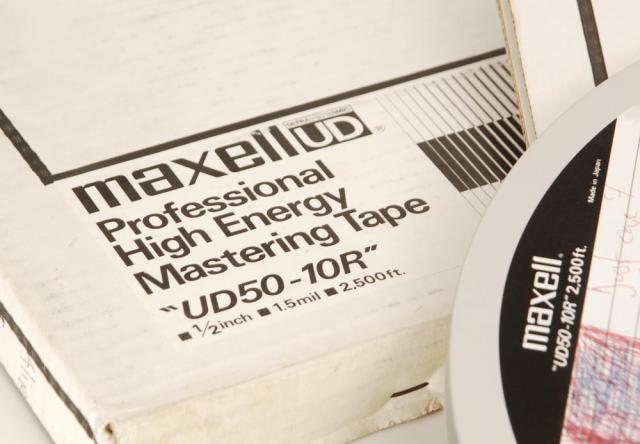 maxell UD®
Professional
High Energy
Mastering Tape
"UD50-10R"
■ 1/2inch ■ 1.5mil ■ 2,500ft.
Made in Japan
maxell.
"UD50-10R" 2,500ft.